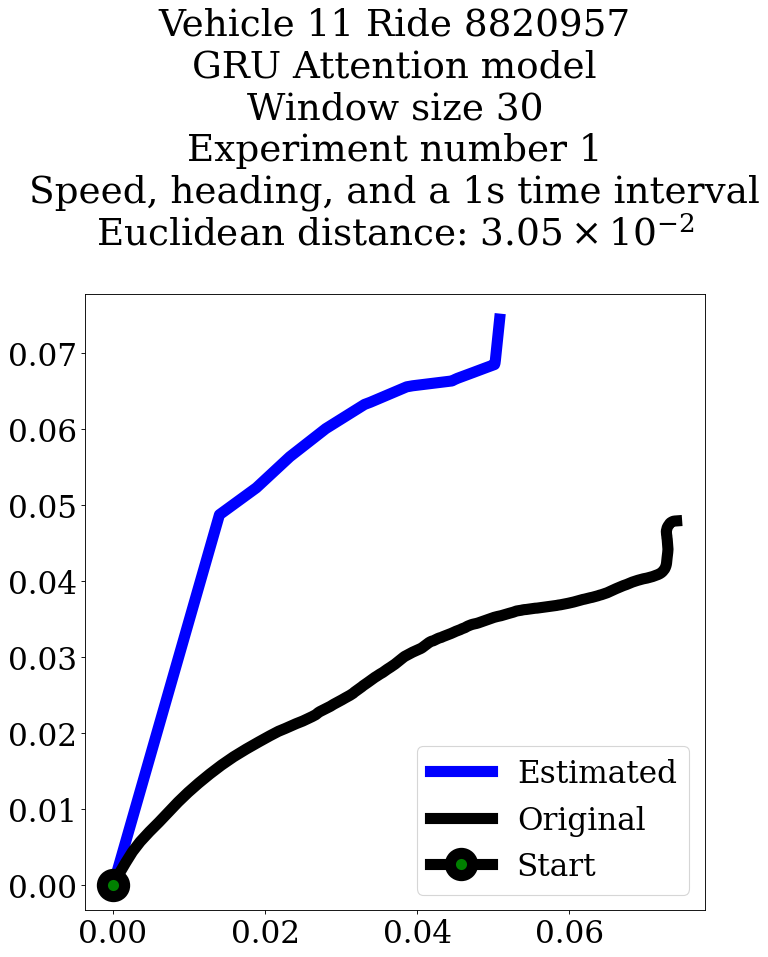 Vehicle 11 Ride 8820957
GRU Attention model
Window size 30
Experiment number 1
Speed, heading, and a 1s time interval
Euclidean distance: 3.05 × 10⁻²
0.07
0.06
0.05
0.04
0.03
0.02
0.01
0.00
Estimated
Original
Start
0.00 0.02 0.04 0.06